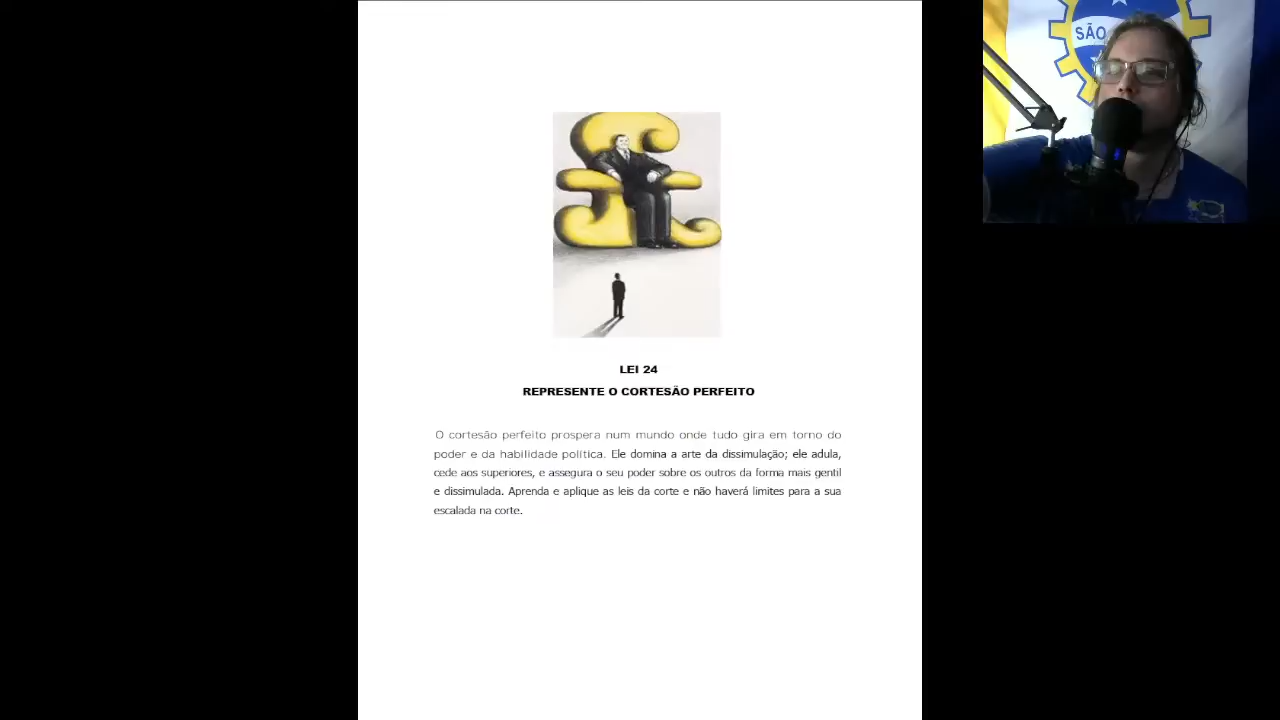 SÃO
LEI 24
REPRESENTE O CORTESÃO PERFEITO
O cortesão perfeito prospera num mundo onde tudo gira em torno do
poder e da habilidade política. Ele domina a arte da dissimulação; ele adula,
cede aos superiores, e assegura o seu poder sobre os outros da forma mais gentil
e dissimulada. Aprenda e aplique as leis da corte e não haverá limites para a sua
escalada na corte.